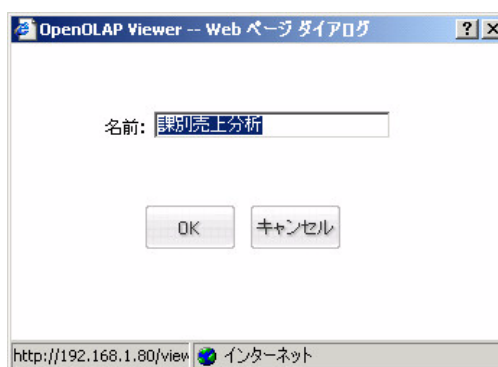 OpenOLAP Viewer -- Web ページ ダイアログ
名前: 課別売上分析
OK キャンセル
http://192.168.1.80/view インターネット